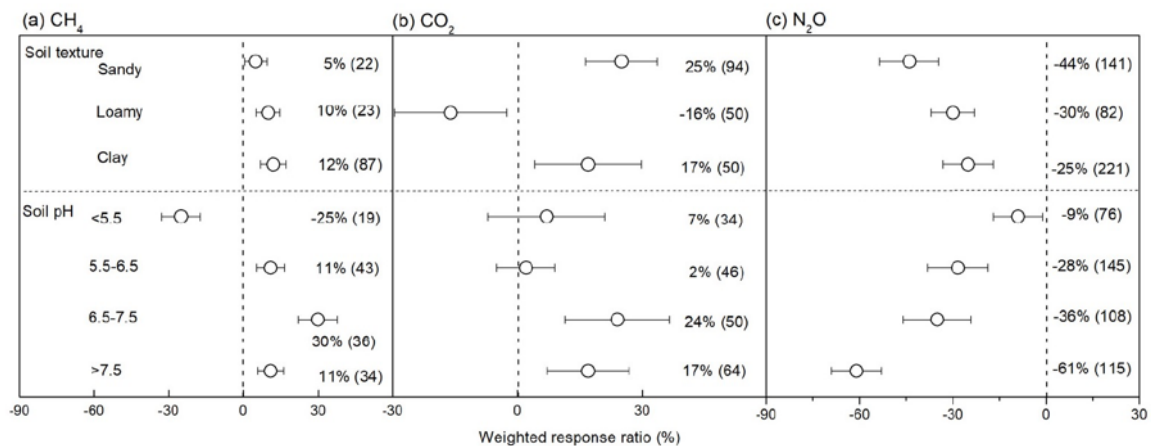 (a) CH₄ (b) CO₂ (c) N₂O
Soil texture
Sandy 5% (22) 25% (94) -44% (141)
Loamy 10% (23) -16% (50) -30% (82)
Clay 12% (87) 17% (50) -25% (221)
Soil pH
<5.5 -25% (19) 7% (34) -9% (76)
5.5-6.5 11% (43) 2% (46) -28% (145)
6.5-7.5 30% (36) 24% (50) -36% (108)
>7.5 11% (34) 17% (64) -61% (115)
-90 -60 -30 0 30 -30 0 30 -90 -60 -30 0 30
Weighted response ratio (%)